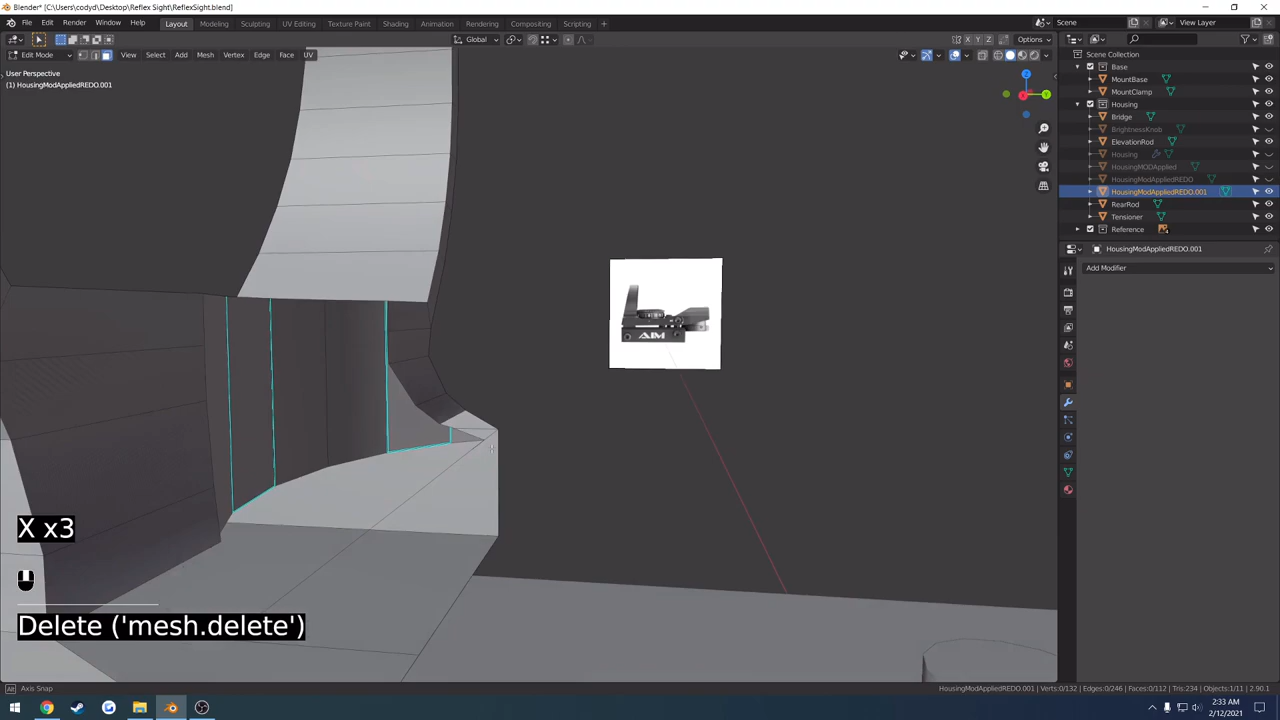 Blender* [C:\Users\codyd\Desktop\Reflex Sight\ReflexSight.blend]
File Edit Render Window Help Layout Modeling Sculpting UV Editing Texture Paint Shading Animation Rendering Compositing Scripting Scene View Layer
Global X Y Z Options
Edit Mode View Select Add Mesh Vertex Edge Face UV
User Perspective
(1) HousingModAppliedREDO.001
Scene Collection
Base
MountBase
MountClamp
Housing
Bridge
BrightnessKnob
ElevationRod
Housing
HousingMODApplied
HousingModAppliedREDO
HousingModAppliedREDO.001
RearRod
Tensioner
Reference
HousingModAppliedREDO.001
Add Modifier
Z
Y
AIM
X x3
Delete ('mesh.delete')
Alt Axis Snap
HousingModAppliedREDO.001 | Verts:0/132 | Edges:0/246 | Faces:0/112 | Tris:234 | Objects:1/11 | 2.90.1
2:33 AM
2/12/2021